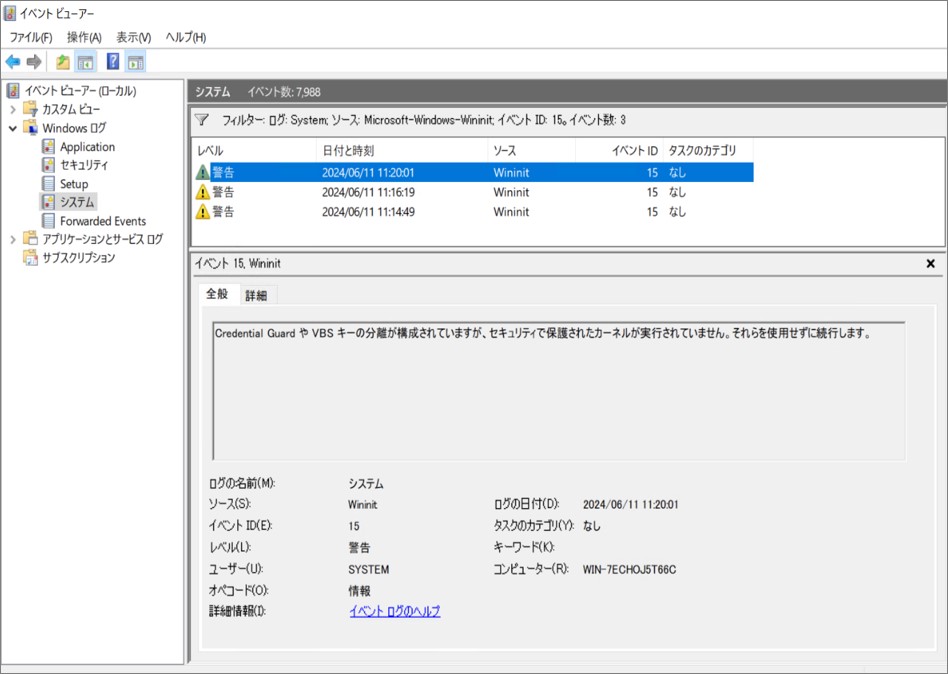 イベント ビューアー
ファイル(F) 操作(A) 表示(V) ヘルプ(H)
イベント ビューアー (ローカル)
カスタム ビュー
Windows ログ
Application
セキュリティ
Setup
システム
Forwarded Events
アプリケーションとサービス ログ
サブスクリプション
システム イベント数: 7,988
フィルター: ログ: System; ソース: Microsoft-Windows-Wininit; イベント ID: 15。イベント数: 3
レベル 日付と時刻 ソース イベント ID タスクのカテゴリ
警告 2024/06/11 11:20:01 Wininit 15 なし
警告 2024/06/11 11:16:19 Wininit 15 なし
警告 2024/06/11 11:14:49 Wininit 15 なし
イベント 15, Wininit
全般 詳細
Credential Guard や VBS キーの分離が構成されていますが、セキュリティで保護されたカーネルが実行されていません。それらを使用せずに続行します。
ログの名前(M): システム
ソース(S): Wininit ログの日付(D): 2024/06/11 11:20:01
イベント ID(E): 15 タスクのカテゴリ(Y): なし
レベル(L): 警告 キーワード(K):
ユーザー(U): SYSTEM コンピューター(R): WIN-7ECHOJ5T66C
オペコード(O): 情報
詳細情報(I): イベント ログのヘルプ